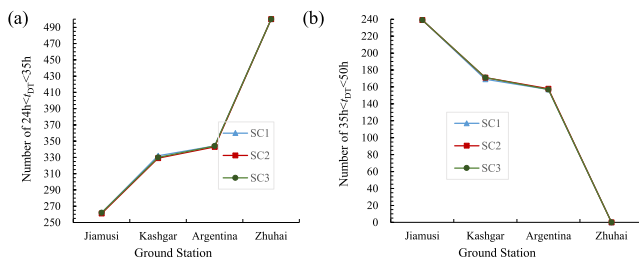 (a)
Number of 24h<tDT<35h
490
470
450
430
410
390
370
350
330
310
290
270
250
SC1
SC2
SC3
Jiamusi Kashgar Argentina Zhuhai
Ground Station
(b)
Number of 35h<tDT<50h
240
220
200
180
160
140
120
100
80
60
40
20
0
SC1
SC2
SC3
Jiamusi Kashgar Argentina Zhuhai
Ground Station